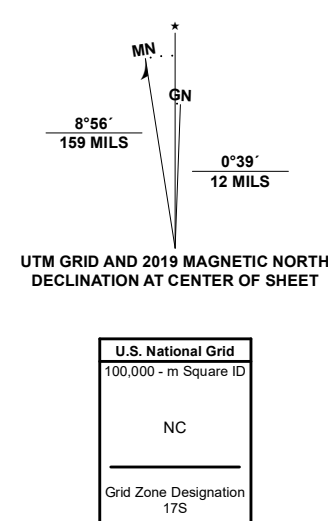 ★
MN
GN
8°56´
159 MILS
0°39´
12 MILS
UTM GRID AND 2019 MAGNETIC NORTH
DECLINATION AT CENTER OF SHEET
U.S. National Grid
100,000 - m Square ID
NC
Grid Zone Designation
17S